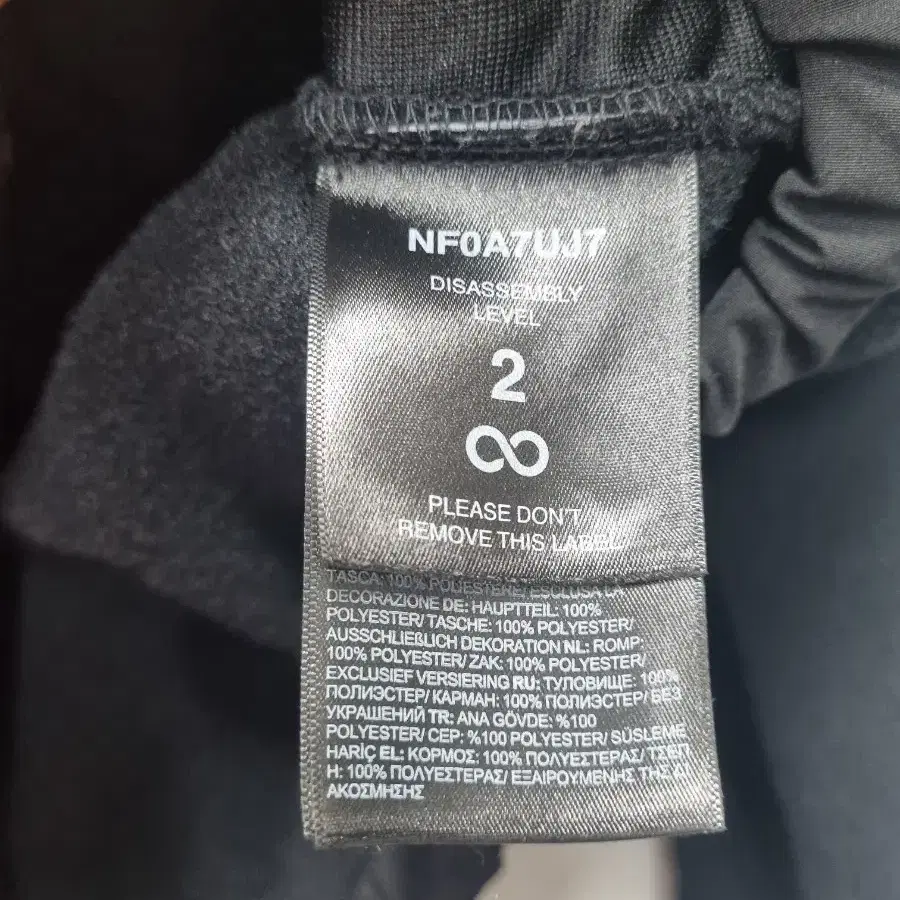 NF0A7UJ7
DISASSEMBLY
LEVEL
2
∞
PLEASE DON'T
REMOVE THIS LABEL
TASCA: 100% POLIESTERE/ ESCLUSA LA
DECORAZIONE DE: HAUPTTEIL: 100%
POLYESTER/ TASCHE: 100% POLYESTER/
AUSSCHLIEẞLICH DEKORATION NL: ROMP:
100% POLYESTER/ ZAK: 100% POLYESTER/
EXCLUSIEF VERSIERING RU: ТУЛОВИЩЕ: 100%
ПОЛИЭСТЕР/ КАРМАН: 100% ПОЛИЭСТЕР/ БЕЗ
УКРАШЕНИЙ TR: ANA GÖVDE: %100
POLYESTER/ CEP: %100 POLYESTER/ SÜSLEME
HARİÇ EL: ΚΟΡΜΟΣ: 100% ΠΟΛΥΕΣΤΕΡΑΣ/ ΤΣΕΠ
Η: 100% ΠΟΛΥΕΣΤΕΡΑΣ/ ΕΞΑΙΡΟΥΜΕΝΗΣ ΤΗΣ ΔΙ
ΑΚΟΣΜΗΣΗΣ